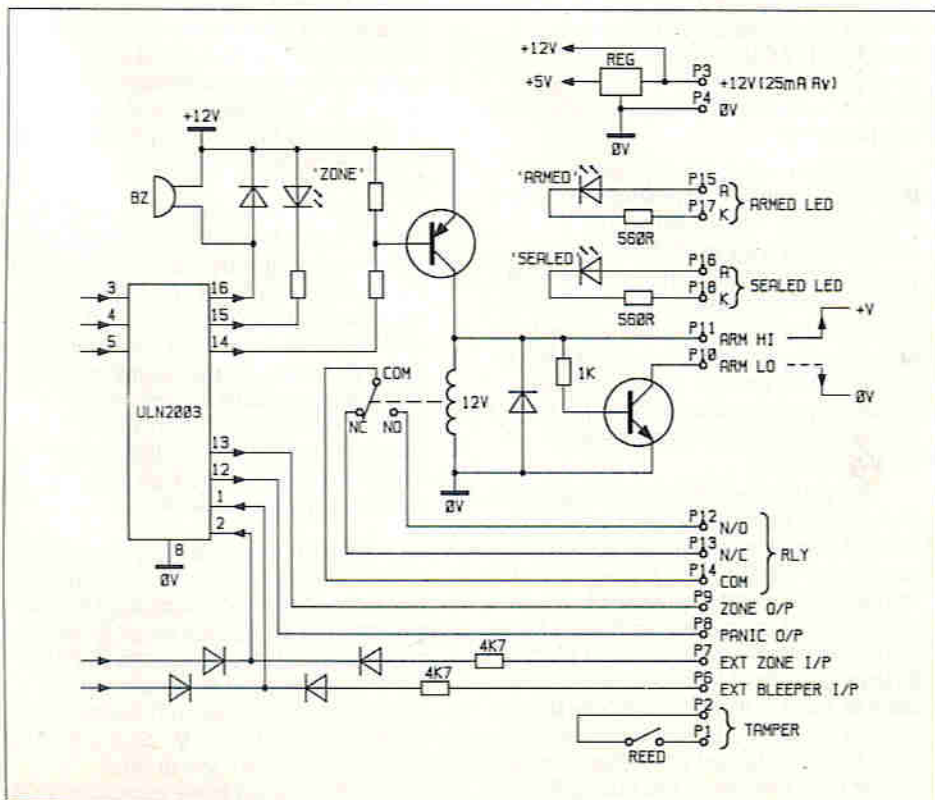 +12V
REG
+5V
P3 +12V(25mA Av)
P4 0V
0V
+12V
BZ
'ZONE'
'ARMED'
P15 A
P17 K
ARMED LED
560R
'SEALED'
P16 A
P18 K
SEALED LED
560R
3
4
5
16
15
14
ULN2003
13
12
1
2
8
0V
COM
NC
NO
12V
1K
0V
P11 ARM HI
+V
P10 ARM LO
0V
P12 N/O
P13 N/C
P14 COM
RLY
P9 ZONE O/P
P8 PANIC O/P
4K7
P7 EXT ZONE I/P
4K7
P6 EXT BLEEPER I/P
P2
P1
TAMPER
REED